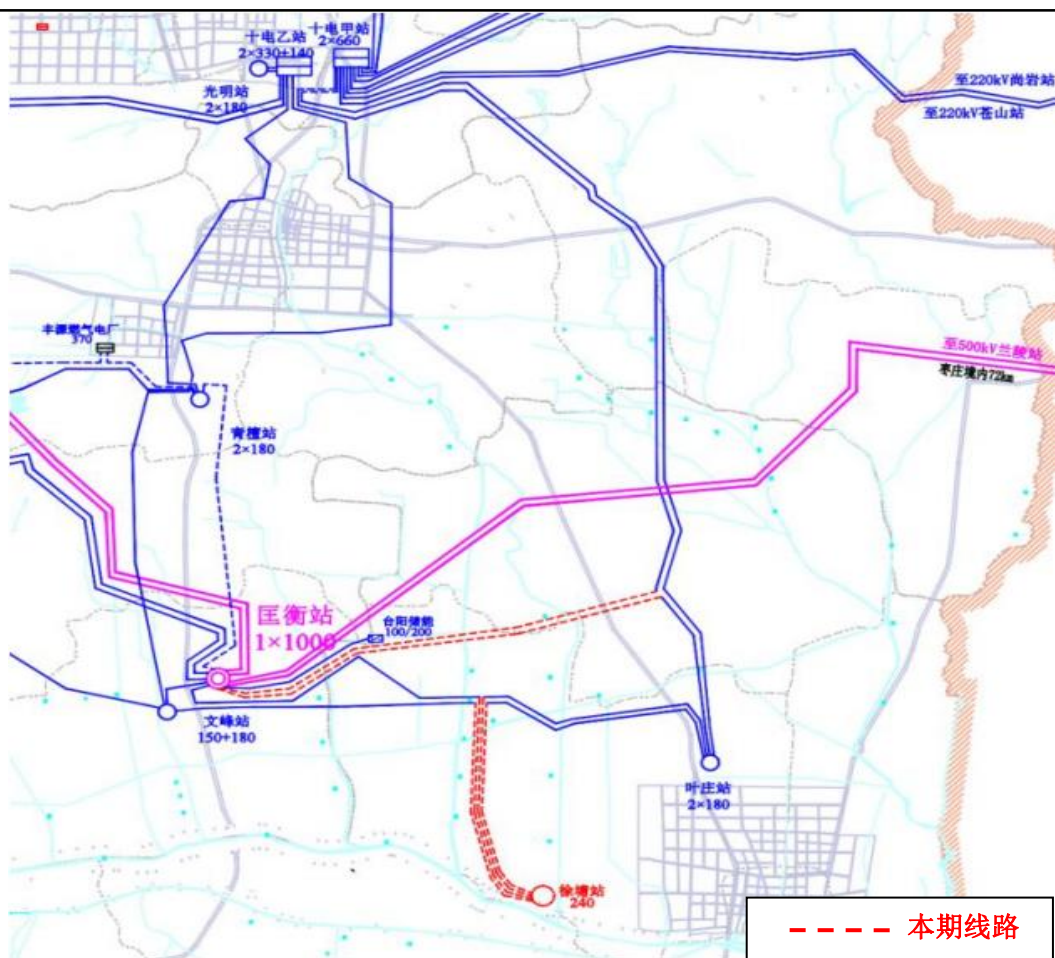 十电乙站
2×330+140
十电甲站
2×660
光明站
2×180
至220kV尚岩站
至220kV苍山站
丰源燃气电厂
370
至500kV兰陵站
枣庄境内72km
青檀站
2×180
匡衡站
1×1000
台阳储能
100/200
文峰站
150+180
叶庄站
2×180
徐塘站
240
本期线路